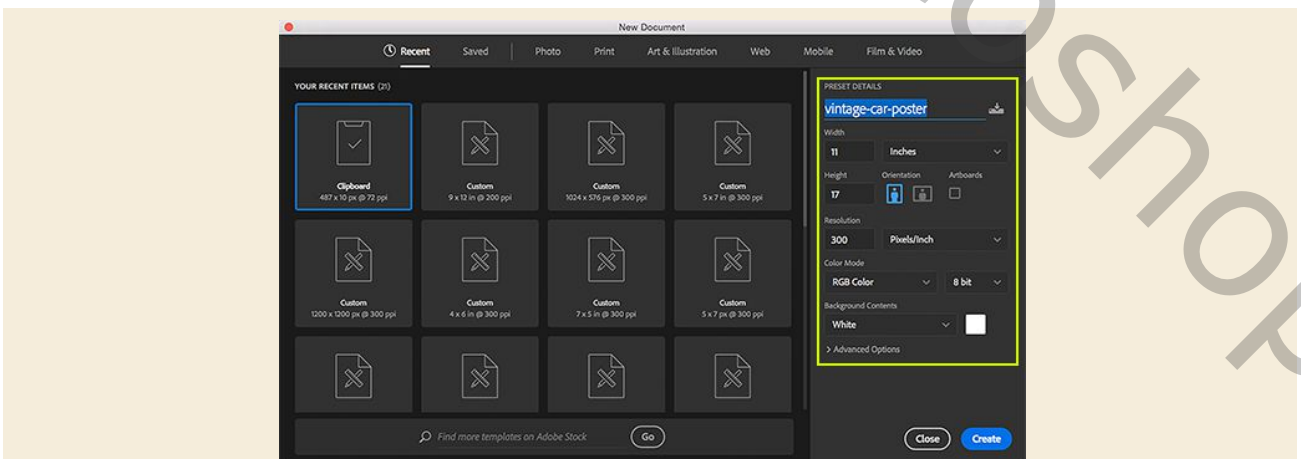 New Document
Recent Saved Photo Print Art & Illustration Web Mobile Film & Video
YOUR RECENT ITEMS (21)
Clipboard
487 x 10 px @ 72 ppi
Custom
9 x 12 in @ 200 ppi
Custom
1024 x 576 px @ 300 ppi
Custom
5 x 7 in @ 300 ppi
Custom
1200 x 1200 px @ 300 ppi
Custom
4 x 6 in @ 300 ppi
Custom
7 x 5 in @ 300 ppi
Custom
5 x 7 px @ 300 ppi
Find more templates on Adobe Stock Go
PRESET DETAILS
vintage-car-poster
Width
11 Inches
Height Orientation Artboards
17
Resolution
300 Pixels/Inch
Color Mode
RGB Color 8 bit
Background Contents
White
> Advanced Options
Close Create